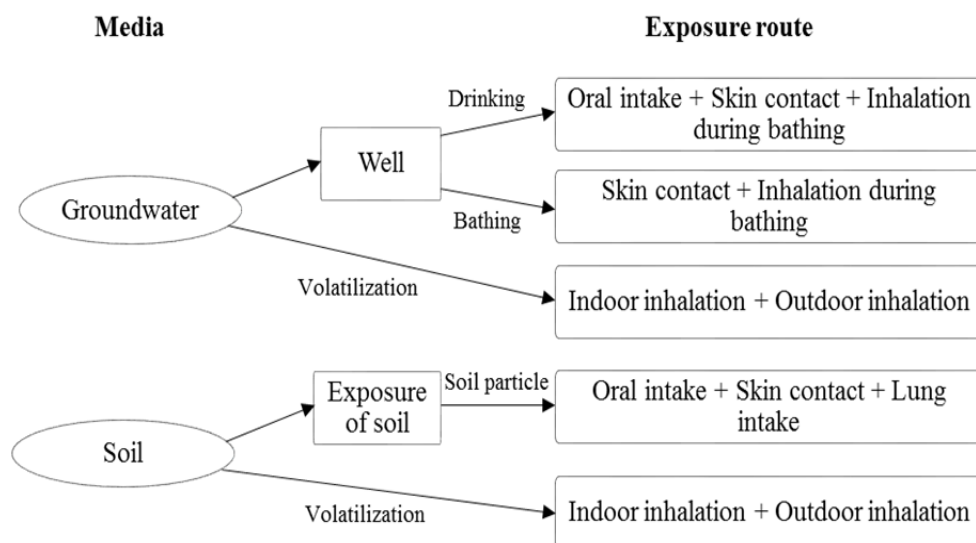 Media
Exposure route
Drinking
Oral intake + Skin contact + Inhalation
during bathing
Well
Groundwater
Skin contact + Inhalation during
bathing
Bathing
Volatilization
Indoor inhalation + Outdoor inhalation
Exposure
of soil
Soil particle
Oral intake + Skin contact + Lung
intake
Soil
Volatilization
Indoor inhalation + Outdoor inhalation